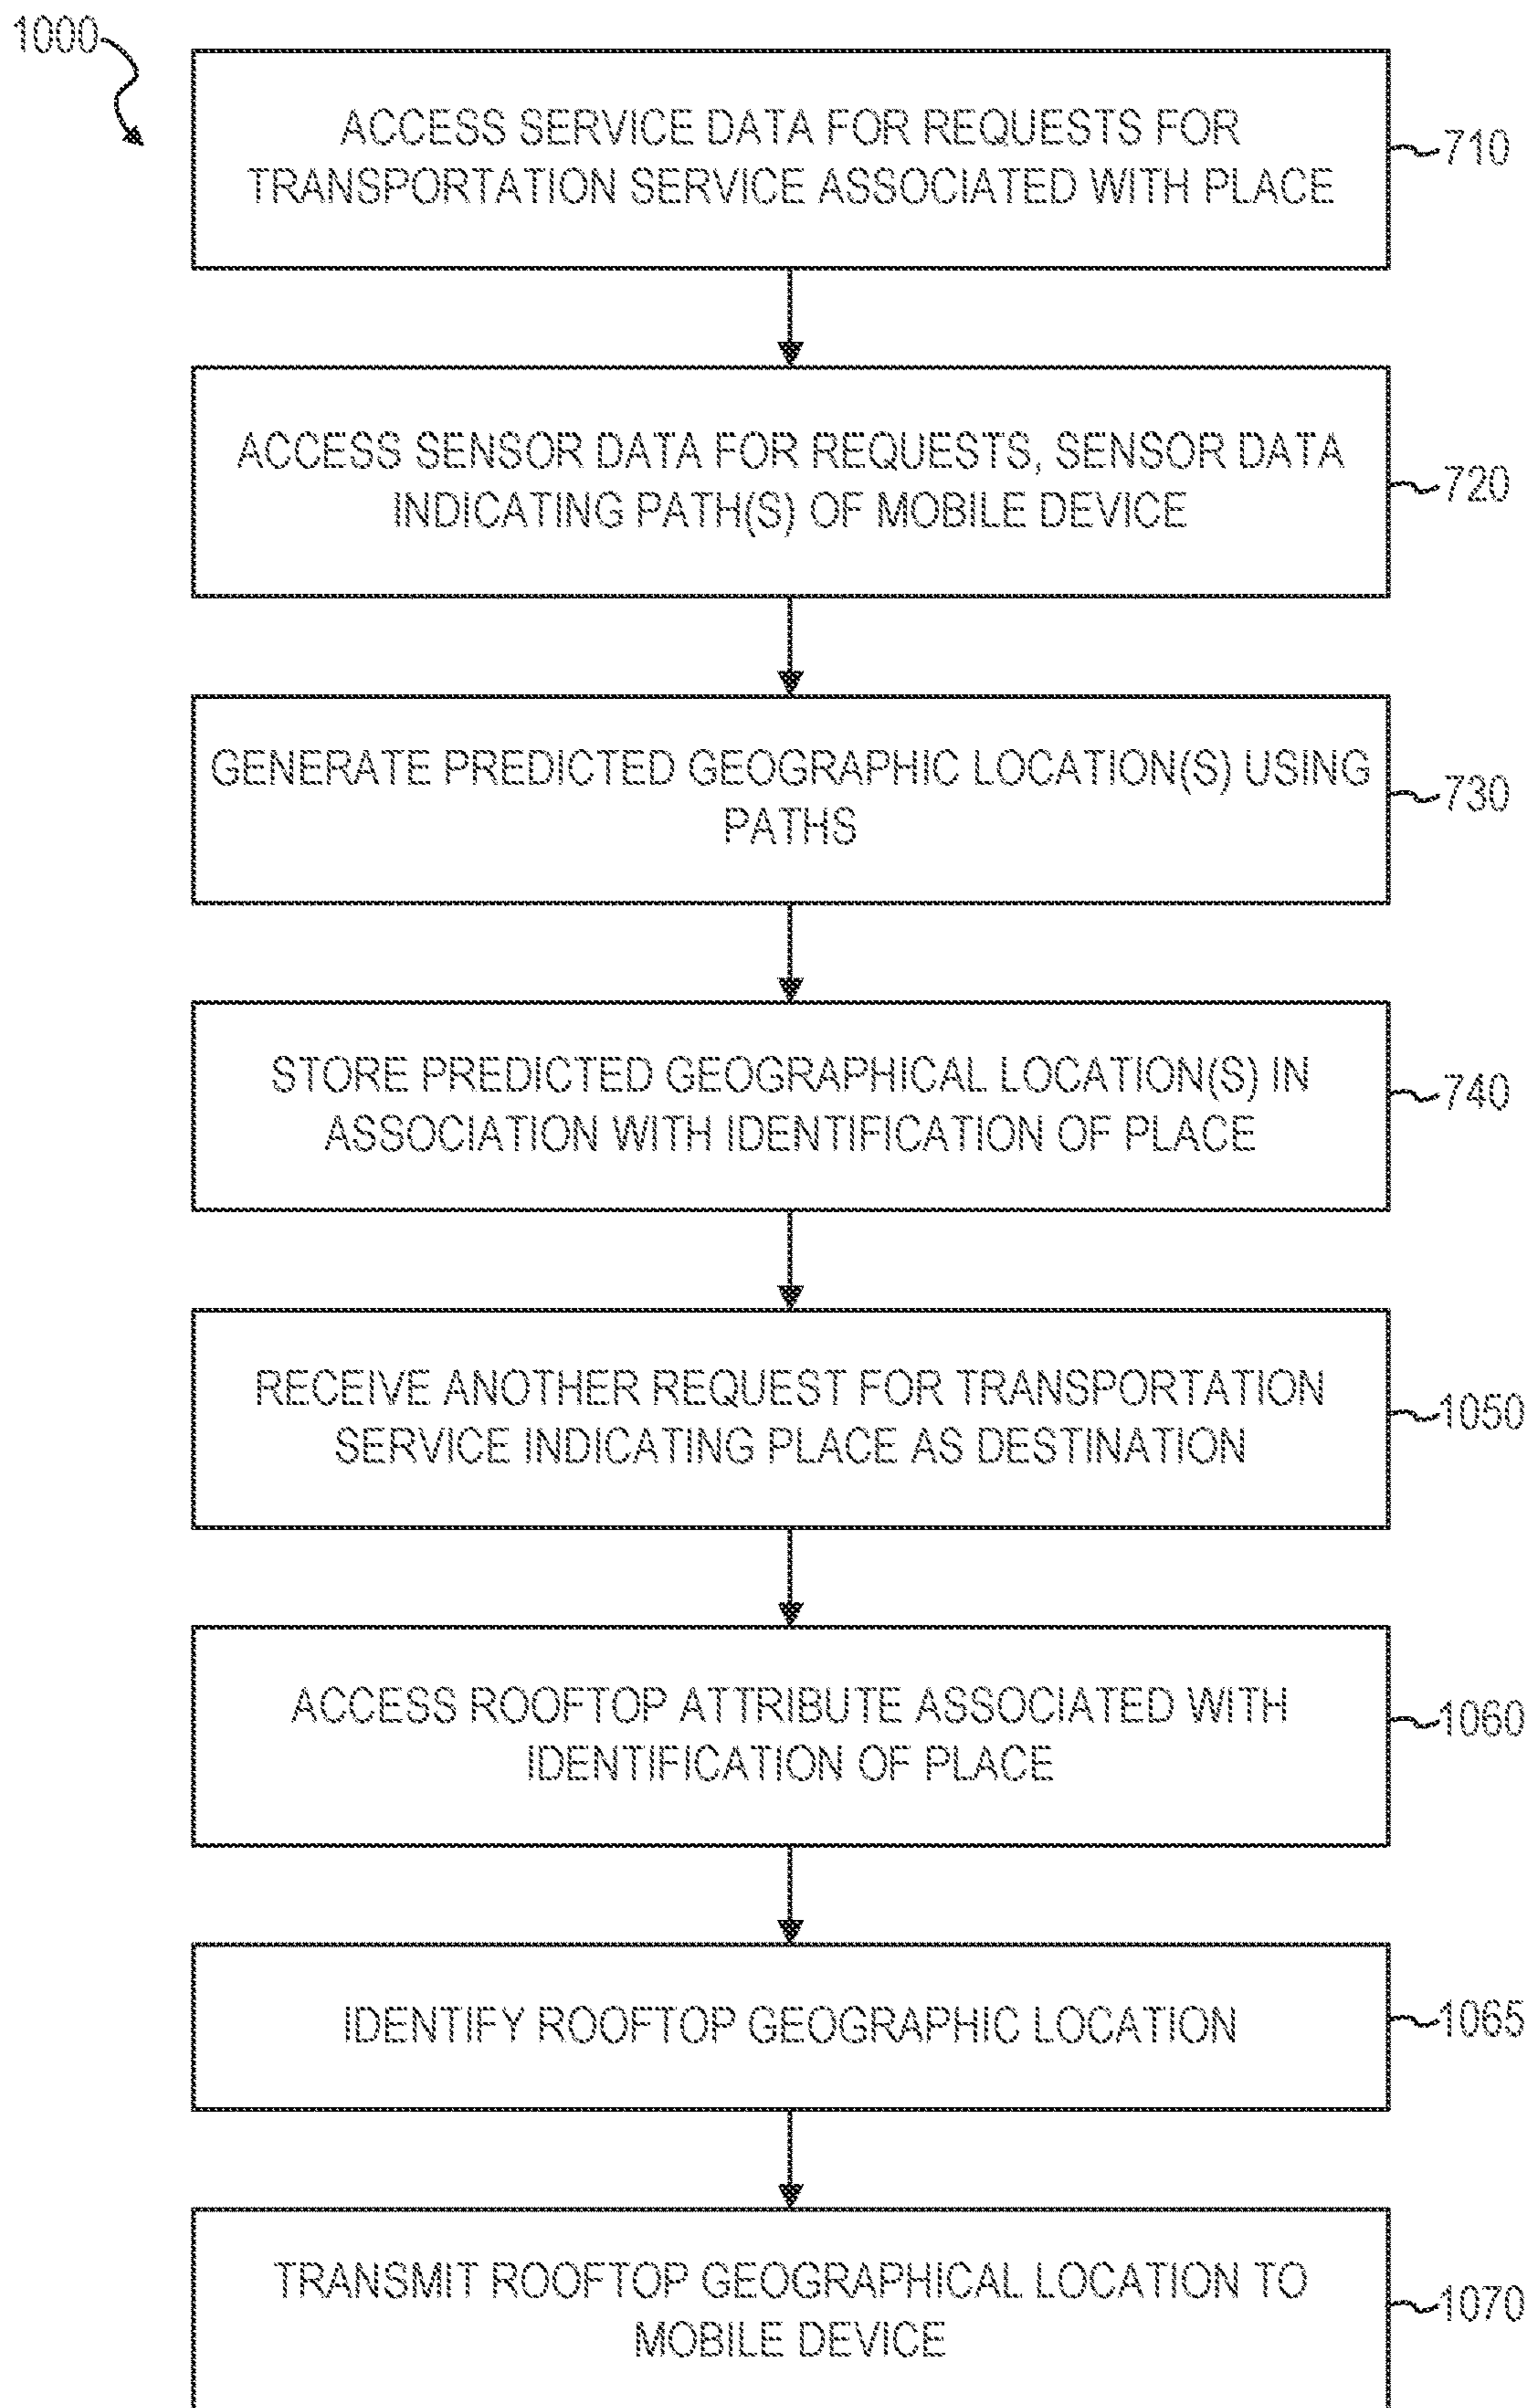 1000
ACCESS SERVICE DATA FOR REQUESTS FOR
TRANSPORTATION SERVICE ASSOCIATED WITH PLACE
710
ACCESS SENSOR DATA FOR REQUESTS, SENSOR DATA
INDICATING PATH(S) OF MOBILE DEVICE
720
GENERATE PREDICTED GEOGRAPHIC LOCATION(S) USING
PATHS
730
STORE PREDICTED GEOGRAPHICAL LOCATION(S) IN
ASSOCIATION WITH IDENTIFICATION OF PLACE
740
RECEIVE ANOTHER REQUEST FOR TRANSPORTATION
SERVICE INDICATING PLACE AS DESTINATION
1050
ACCESS ROOFTOP ATTRIBUTE ASSOCIATED WITH
IDENTIFICATION OF PLACE
1060
IDENTIFY ROOFTOP GEOGRAPHIC LOCATION
1065
TRANSMIT ROOFTOP GEOGRAPHICAL LOCATION TO
MOBILE DEVICE
1070